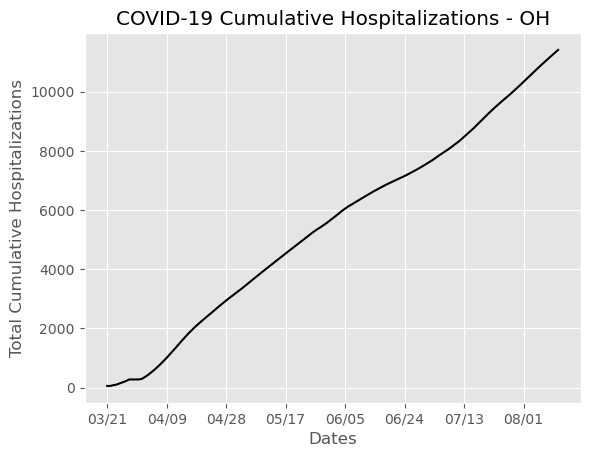 COVID-19 Cumulative Hospitalizations - OH
Total Cumulative Hospitalizations
10000
8000
6000
4000
2000
0
03/21 04/09 04/28 05/17 06/05 06/24 07/13 08/01
Dates